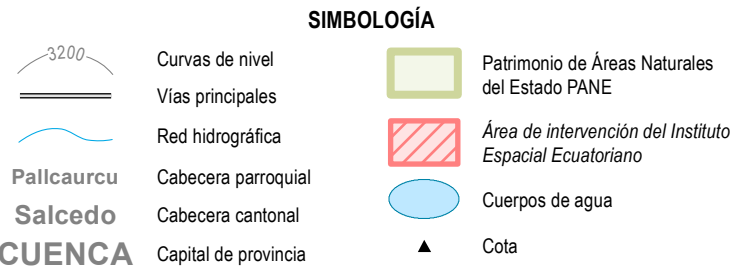 SIMBOLOGÍA
3200
Curvas de nivel
Vías principales
Red hidrográfica
Pallcaurcu
Cabecera parroquial
Salcedo
Cabecera cantonal
CUENCA
Capital de provincia
Patrimonio de Áreas Naturales
del Estado PANE
Área de intervención del Instituto
Espacial Ecuatoriano
Cuerpos de agua
Cota